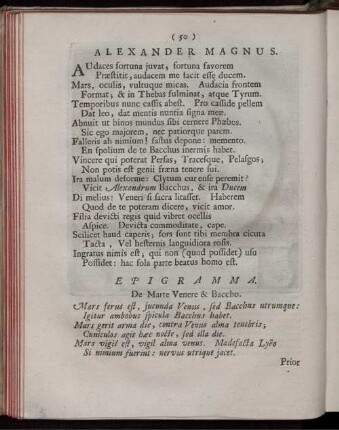 ( 50 )
ALEXANDER MAGNUS.
AUdaces fortuna juvat, fortuna favorem
Præstitit, audacem me facit esse ducem.
Mars, oculis, vultuque micas. Audacia frontem
Format; & in Thebas fulminat, atque Tyrum.
Temporibus nunc cassis abest. Pro casside pellem
Dat leo, dat mentis nuntia signa meæ.
Abnuit ut binos mundus sibi cernere Phœbos.
Sic ego majorem, nec patiorque parem.
Falleris ah nimium! fastus depone: memento.
En spolium de te Bacchus inermis habet.
Vincere qui poterat Persas, Tracesque, Pelasgos;
Non potis est genii fræna tenere sui.
Ira malum deforme: Clytum cur ense peremit?
Vicit Alexandrum Bacchus, & ira Ducem
Di melius! Veneri si sacra litasset. Haberem
Quod de te poteram dicere, vicit amor.
Filia devicti regis quid vibret ocellis
Aspice. Devicta commoditate, cape.
Scilicet haud caperis; fors sunt tibi membra cicuta
Tacta, Vel hesternis languidiora rosis.
Ingratus nimis est, qui non (quod possidet) usu
Possidet: hac sola parte beatus homo est.
EPIGRAMMA.
De Marte Venere & Baccho.
Mars ferus est, jucunda Venus, sed Bacchus utrumque:
Igitur ambobus spicula Bacchus habet.
Mars gerit arma die, contra Venus alma tenebris;
Cuniculos agit hæc nocte, sed illa die.
Mars vigil est, vigil alma venus. Madefacta Lyæo
Si nimium fuerint: nervus utrique jacet.
Prior